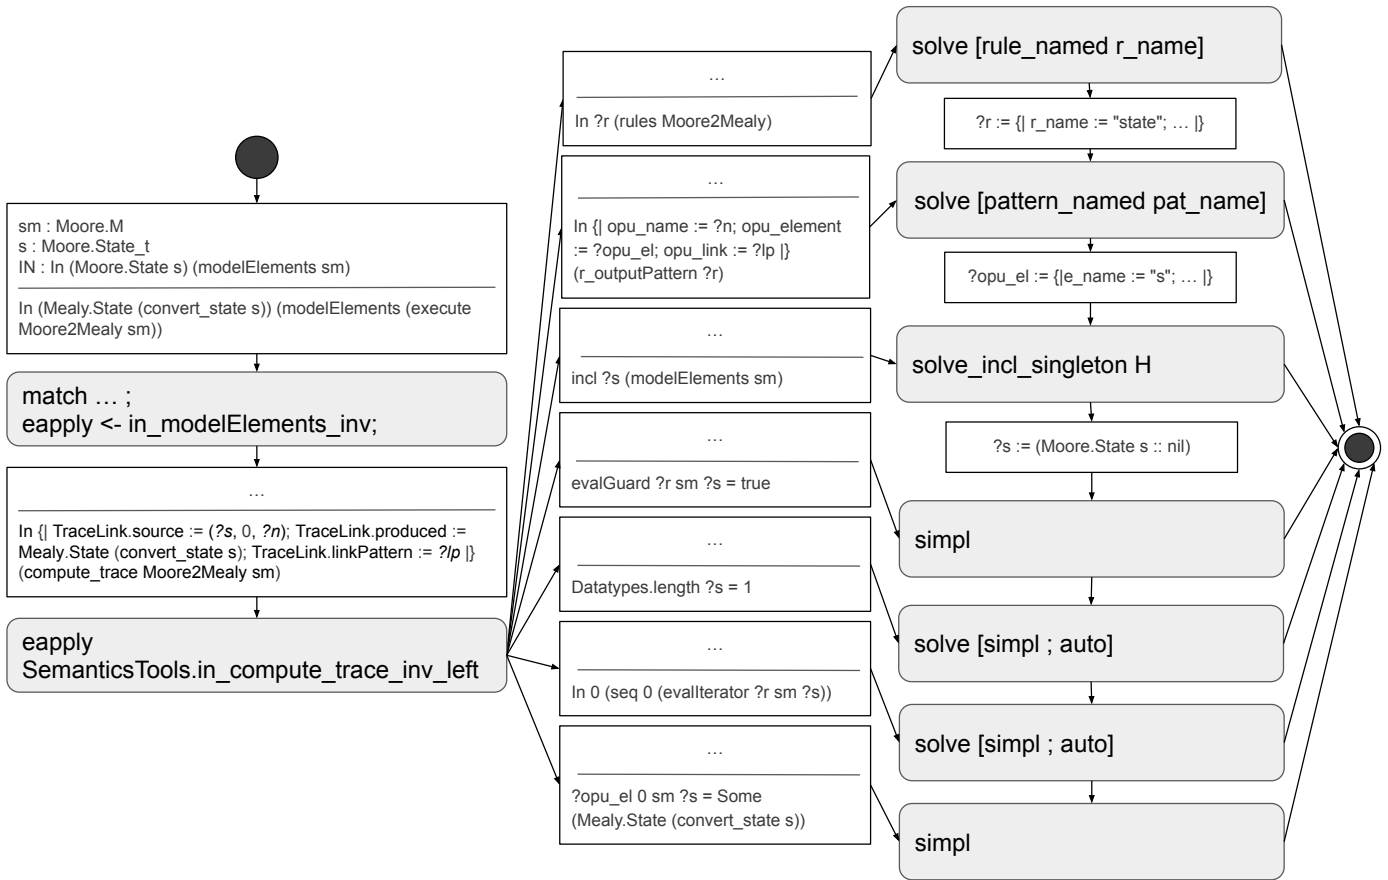 sm : Moore.M
s : Moore.State_t
IN : In (Moore.State s) (modelElements sm)
In (Mealy.State (convert_state s)) (modelElements (execute
Moore2Mealy sm))
match … ;
eapply <- in_modelElements_inv;
…
In {| TraceLink.source := (?s, 0, ?n); TraceLink.produced :=
Mealy.State (convert_state s); TraceLink.linkPattern := ?lp |}
(compute_trace Moore2Mealy sm)
eapply
SemanticsTools.in_compute_trace_inv_left
…
In ?r (rules Moore2Mealy)
…
In {| opu_name := ?n; opu_element
:= ?opu_el; opu_link := ?lp |}
(r_outputPattern ?r)
…
incl ?s (modelElements sm)
…
evalGuard ?r sm ?s = true
…
Datatypes.length ?s = 1
…
In 0 (seq 0 (evalIterator ?r sm ?s))
…
?opu_el 0 sm ?s = Some
(Mealy.State (convert_state s))
solve [rule_named r_name]
?r := {| r_name := "state"; … |}
solve [pattern_named pat_name]
?opu_el := {|e_name := "s"; … |}
solve_incl_singleton H
?s := (Moore.State s :: nil)
simpl
solve [simpl ; auto]
solve [simpl ; auto]
simpl